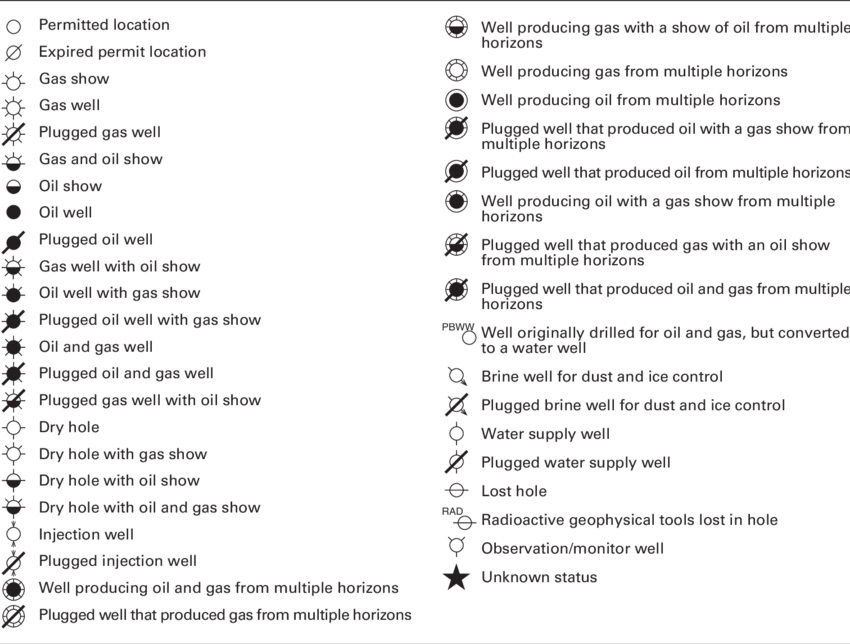 Permitted location
Expired permit location
Gas show
Gas well
Plugged gas well
Gas and oil show
Oil show
Oil well
Plugged oil well
Gas well with oil show
Oil well with gas show
Plugged oil well with gas show
Oil and gas well
Plugged oil and gas well
Plugged gas well with oil show
Dry hole
Dry hole with gas show
Dry hole with oil show
Dry hole with oil and gas show
Injection well
Plugged injection well
Well producing oil and gas from multiple horizons
Plugged well that produced gas from multiple horizons
Well producing gas with a show of oil from multiple
horizons
Well producing gas from multiple horizons
Well producing oil from multiple horizons
Plugged well that produced oil with a gas show from
multiple horizons
Plugged well that produced oil from multiple horizons
Well producing oil with a gas show from multiple
horizons
Plugged well that produced gas with an oil show
from multiple horizons
Plugged well that produced oil and gas from multiple
horizons
PBWW Well originally drilled for oil and gas, but converted
to a water well
Brine well for dust and ice control
Plugged brine well for dust and ice control
Water supply well
Plugged water supply well
Lost hole
RAD Radioactive geophysical tools lost in hole
Observation/monitor well
Unknown status